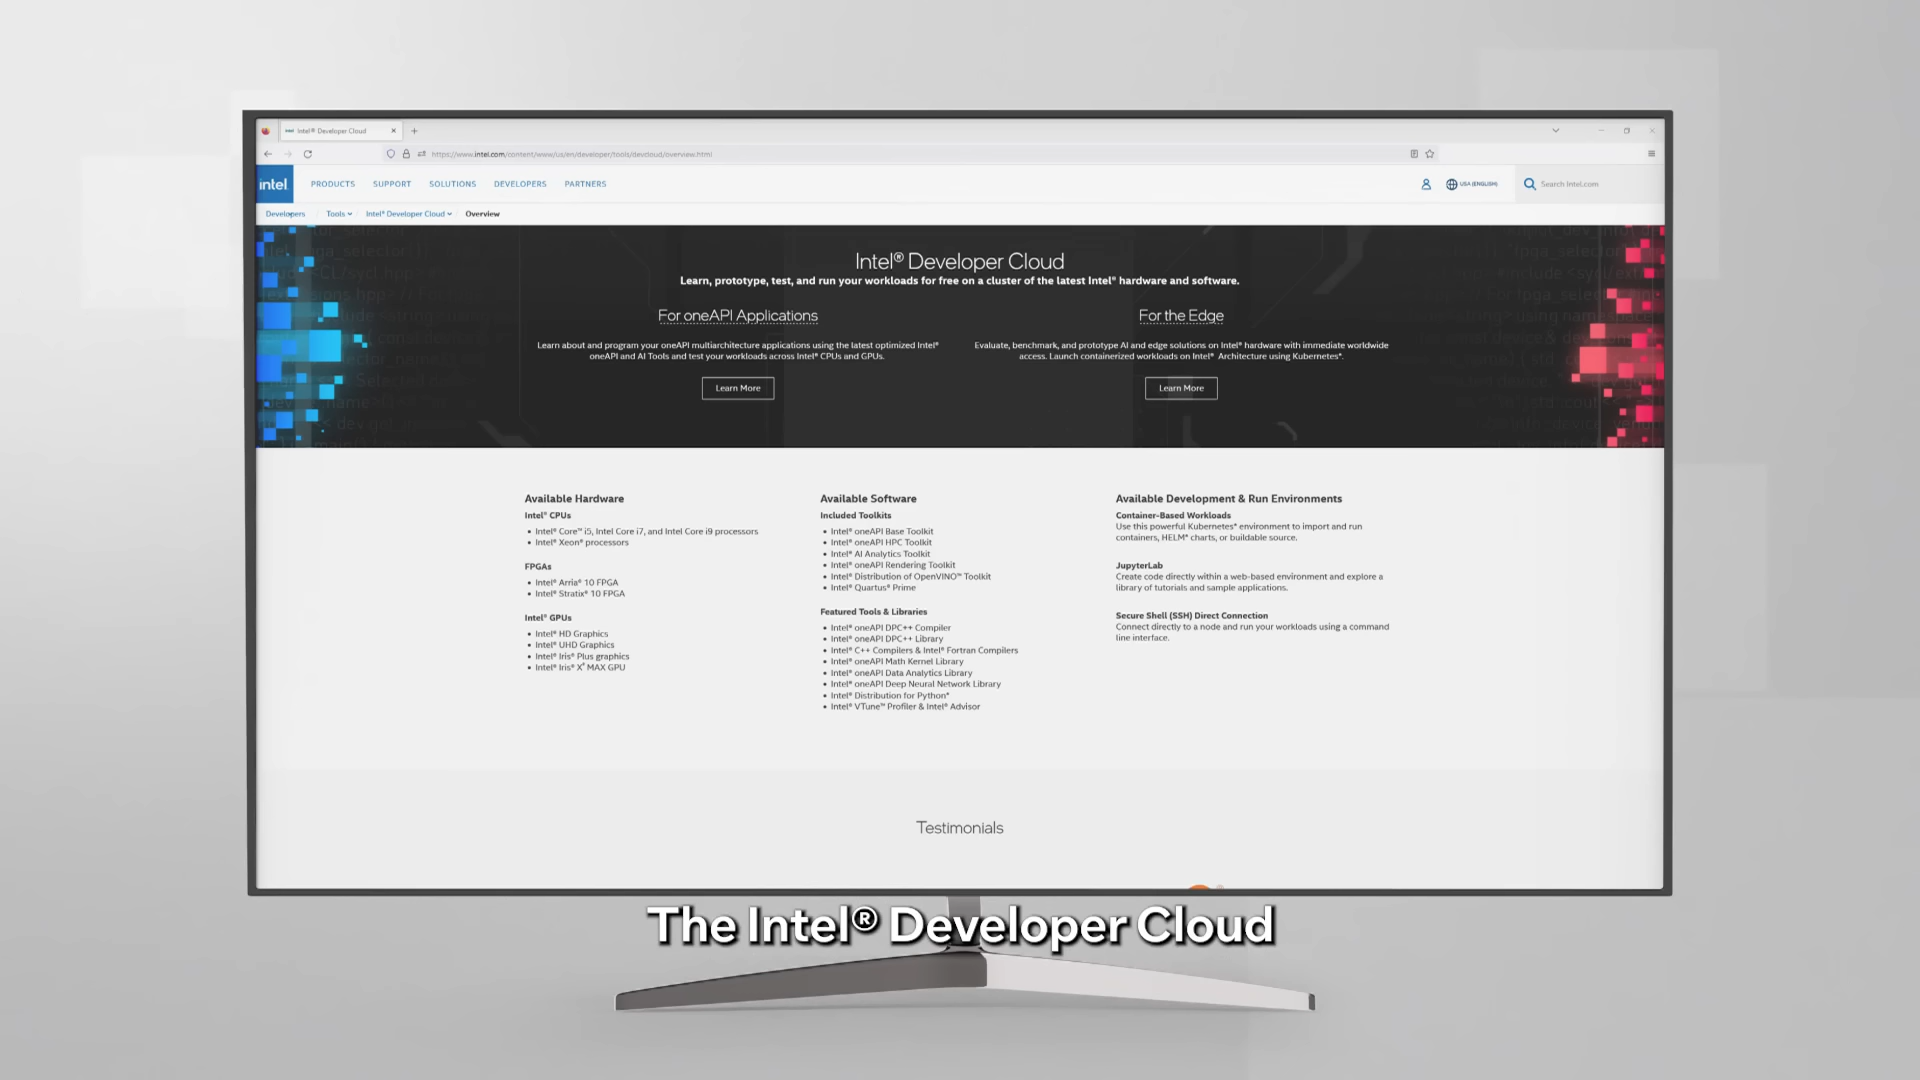 Intel® Developer Cloud
https://www.intel.com/content/www/us/en/developer/tools/devcloud/overview.html
intel
PRODUCTS SUPPORT SOLUTIONS DEVELOPERS PARTNERS
USA (ENGLISH)
Search Intel.com
Developers Tools Intel® Developer Cloud Overview
Intel® Developer Cloud
Learn, prototype, test, and run your workloads for free on a cluster of the latest Intel® hardware and software.
For oneAPI Applications
Learn about and program your oneAPI multiarchitecture applications using the latest optimized Intel®
oneAPI and AI Tools and test your workloads across Intel® CPUs and GPUs.
Learn More
For the Edge
Evaluate, benchmark, and prototype AI and edge solutions on Intel® hardware with immediate worldwide
access. Launch containerized workloads on Intel® Architecture using Kubernetes*.
Learn More
Available Hardware
Intel® CPUs
• Intel® Core™ i5, Intel Core i7, and Intel Core i9 processors
• Intel® Xeon® processors
FPGAs
• Intel® Arria® 10 FPGA
• Intel® Stratix® 10 FPGA
Intel® GPUs
• Intel® HD Graphics
• Intel® UHD Graphics
• Intel® Iris® Plus graphics
• Intel® Iris® Xᵉ MAX GPU
Available Software
Included Toolkits
• Intel® oneAPI Base Toolkit
• Intel® oneAPI HPC Toolkit
• Intel® AI Analytics Toolkit
• Intel® oneAPI Rendering Toolkit
• Intel® Distribution of OpenVINO™ Toolkit
• Intel® Quartus® Prime
Featured Tools & Libraries
• Intel® oneAPI DPC++ Compiler
• Intel® oneAPI DPC++ Library
• Intel® C++ Compilers & Intel® Fortran Compilers
• Intel® oneAPI Math Kernel Library
• Intel® oneAPI Data Analytics Library
• Intel® oneAPI Deep Neural Network Library
• Intel® Distribution for Python*
• Intel® VTune™ Profiler & Intel® Advisor
Available Development & Run Environments
Container-Based Workloads
Use this powerful Kubernetes* environment to import and run
containers, HELM* charts, or buildable source.
JupyterLab
Create code directly within a web-based environment and explore a
library of tutorials and sample applications.
Secure Shell (SSH) Direct Connection
Connect directly to a node and run your workloads using a command
line interface.
Testimonials
The Intel® Developer Cloud